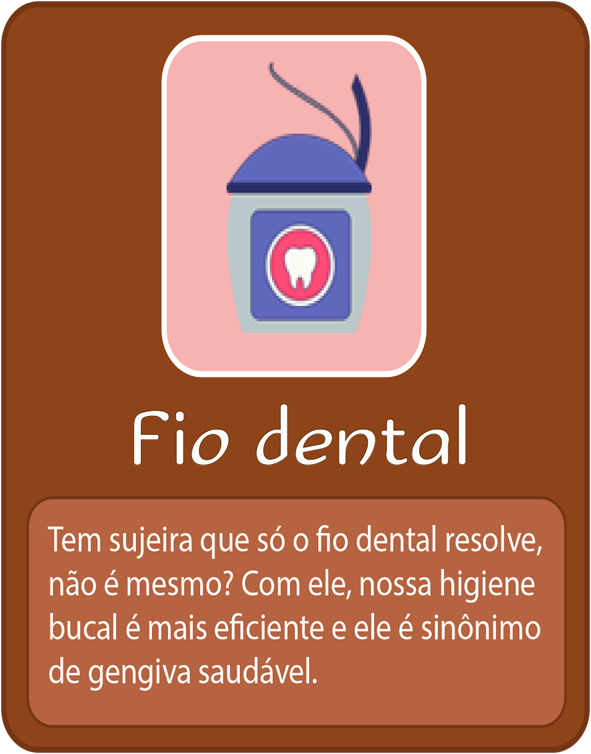 Fio dental
Tem sujeira que só o fio dental resolve,
não é mesmo? Com ele, nossa higiene
bucal é mais eficiente e ele é sinônimo
de gengiva saudável.